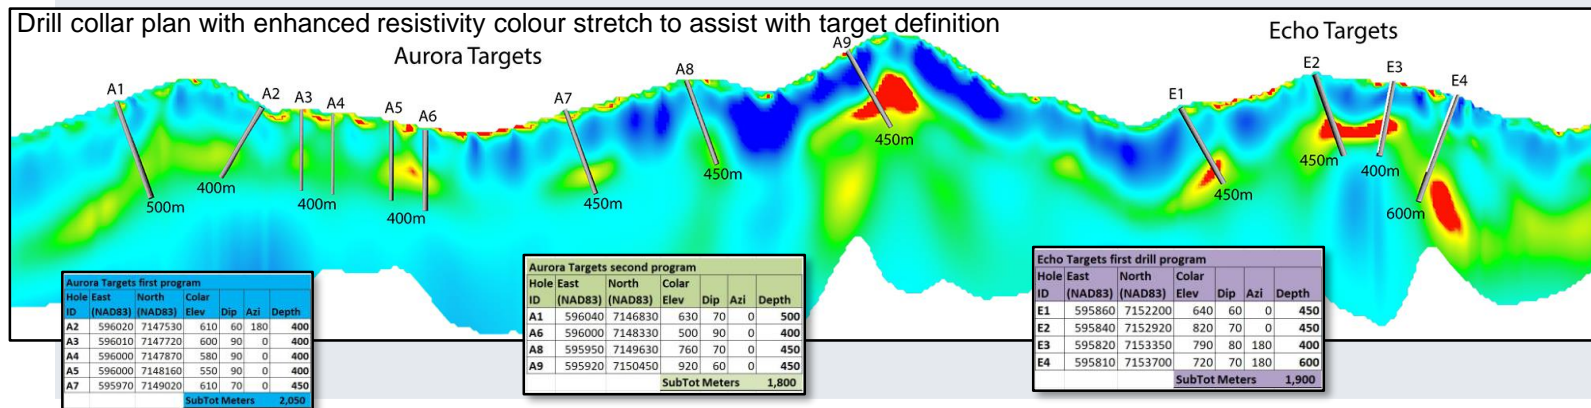 Drill collar plan with enhanced resistivity colour stretch to assist with target definition
Aurora Targets
Echo Targets
A1
A2
A3
A4
A5
A6
A7
A8
A9
E1
E2
E3
E4
500m
400m
400m
400m
450m
450m
450m
450m
450m
400m
600m
Aurora Targets first program
Hole ID East (NAD83) North (NAD83) Colar Elev Dip Azi Depth
A2 596020 7147530 610 60 180 400
A3 596010 7147720 600 90 0 400
A4 596000 7147870 580 90 0 400
A5 596000 7148160 550 90 0 400
A7 595970 7149020 610 70 0 450
SubTot Meters 2,050
Aurora Targets second program
Hole ID East (NAD83) North (NAD83) Colar Elev Dip Azi Depth
A1 596040 7146830 630 70 0 500
A6 596000 7148330 500 90 0 400
A8 595950 7149630 760 70 0 450
A9 595920 7150450 920 60 0 450
SubTot Meters 1,800
Echo Targets first drill program
Hole ID East (NAD83) North (NAD83) Colar Elev Dip Azi Depth
E1 595860 7152200 640 60 0 450
E2 595840 7152920 820 70 0 450
E3 595820 7153350 790 80 180 400
E4 595810 7153700 720 70 180 600
SubTot Meters 1,900